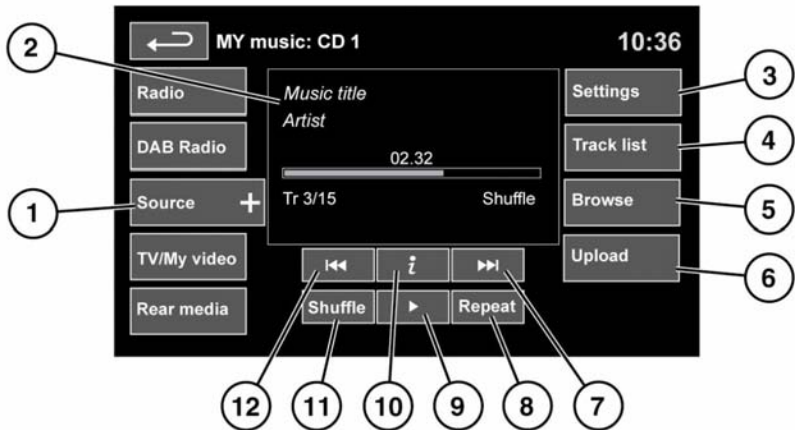 MY music: CD 1
10:36
Radio
DAB Radio
Source +
TV/My video
Rear media
Music title
Artist
02.32
Tr 3/15
Shuffle
Settings
Track list
Browse
Upload
i
Shuffle
Repeat
1
2
3
4
5
6
7
8
9
10
11
12